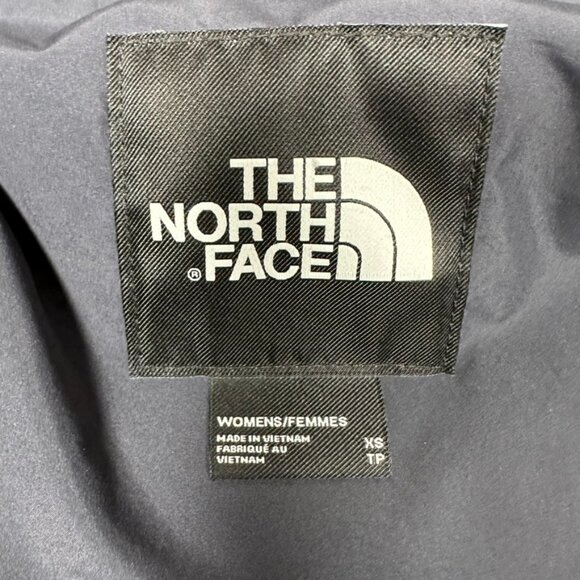 THE
NORTH
® FACE
WOMENS/FEMMES
MADE IN VIETNAM XS
FABRIQUÉ AU TP
VIETNAM